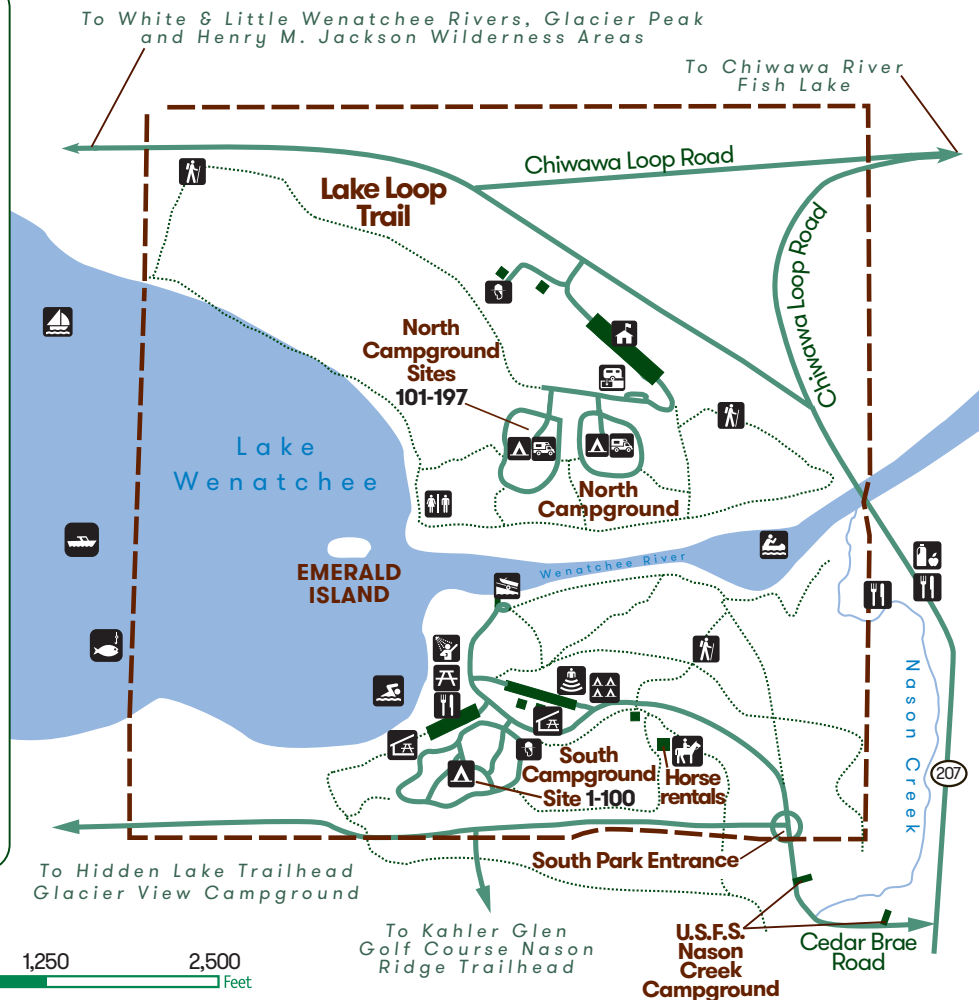 To White & Little Wenatchee Rivers, Glacier Peak
and Henry M. Jackson Wilderness Areas
To Chiwawa River
Fish Lake
Chiwawa Loop Road
Lake Loop
Trail
Chiwawa Loop Road
North
Campground
Sites
101-197
Lake
Wenatchee
North
Campground
EMERALD
ISLAND
Wenatchee River
Nason Creek
207
South
Campground
Site 1-100
Horse
rentals
South Park Entrance
To Hidden Lake Trailhead
Glacier View Campground
To Kahler Glen
Golf Course Nason
Ridge Trailhead
U.S.F.S.
Nason
Creek
Campground
Cedar Brae
Road
1,250
2,500
Feet